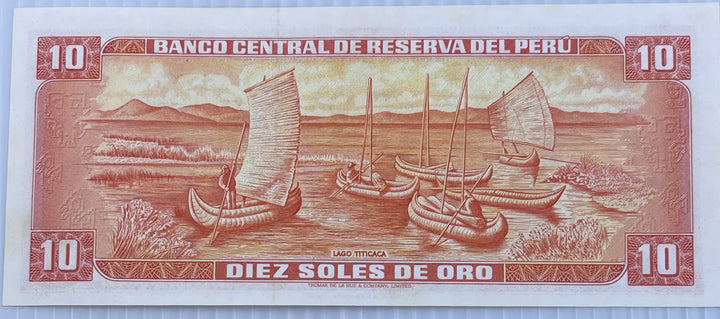 10 BANCO CENTRAL DE RESERVA DEL PERÚ 10
LAGO TITICACA
10 DIEZ SOLES DE ORO 10
THOMAS DE LA RUE & COMPANY, LIMITED.